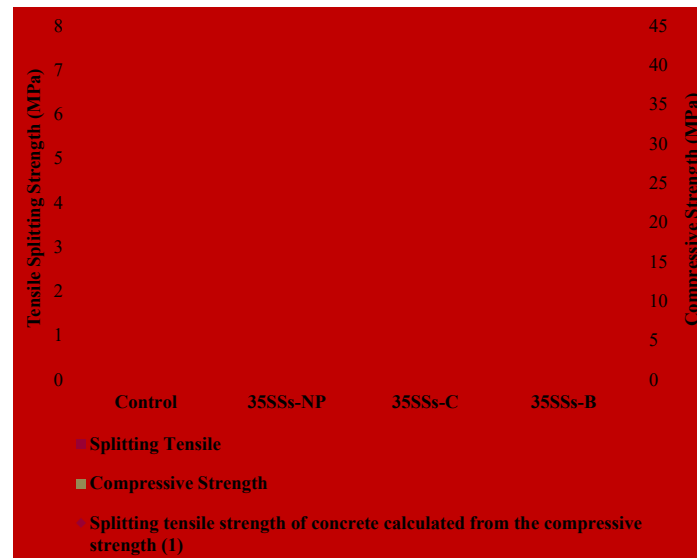 8
7
6
5
4
3
2
1
0
Tensile Splitting Strength (MPa)
45
40
35
30
25
20
15
10
5
0
Compressive Strength (MPa)
Control 35SSs-NP 35SSs-C 35SSs-B
Splitting Tensile
Compressive Strength
Splitting tensile strength of concrete calculated from the compressive
strength (1)